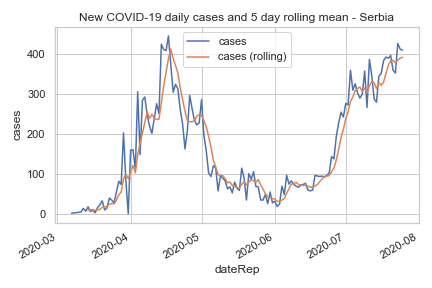 New COVID-19 daily cases and 5 day rolling mean - Serbia
cases
cases (rolling)
400
300
200
100
0
cases
2020-03
2020-04
2020-05
2020-06
2020-07
2020-08
dateRep